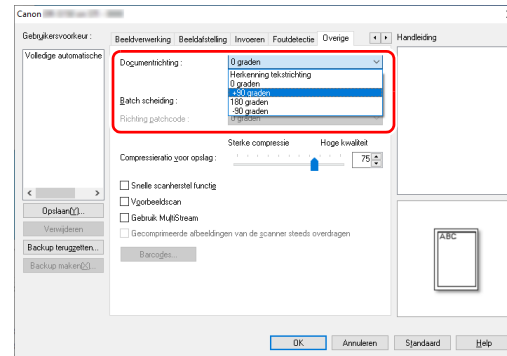 Canon
Gebruikersvoorkeur :
Volledige automatische
Opslaan(Y)...
Verwijderen
Backup terugzetten...
Backup maken(X)...
Beeldverwerking Beeldafstelling Invoeren Foutdetectie Overige
Documentrichting : 0 graden
Herkenning tekstrichting
0 graden
+90 graden
180 graden
-90 graden
Batch scheiding :
Richting patchcode : 0 graden
Sterke compressie Hoge kwaliteit
Compressieratio voor opslag : 75
Snelle scanherstel functie
Voorbeeldscan
Gebruik MultiStream
Gecomprimeerde afbeeldingen van de scanner steeds overdragen
Barcodes...
Handleiding
ABC
OK Annuleren Standaard Help